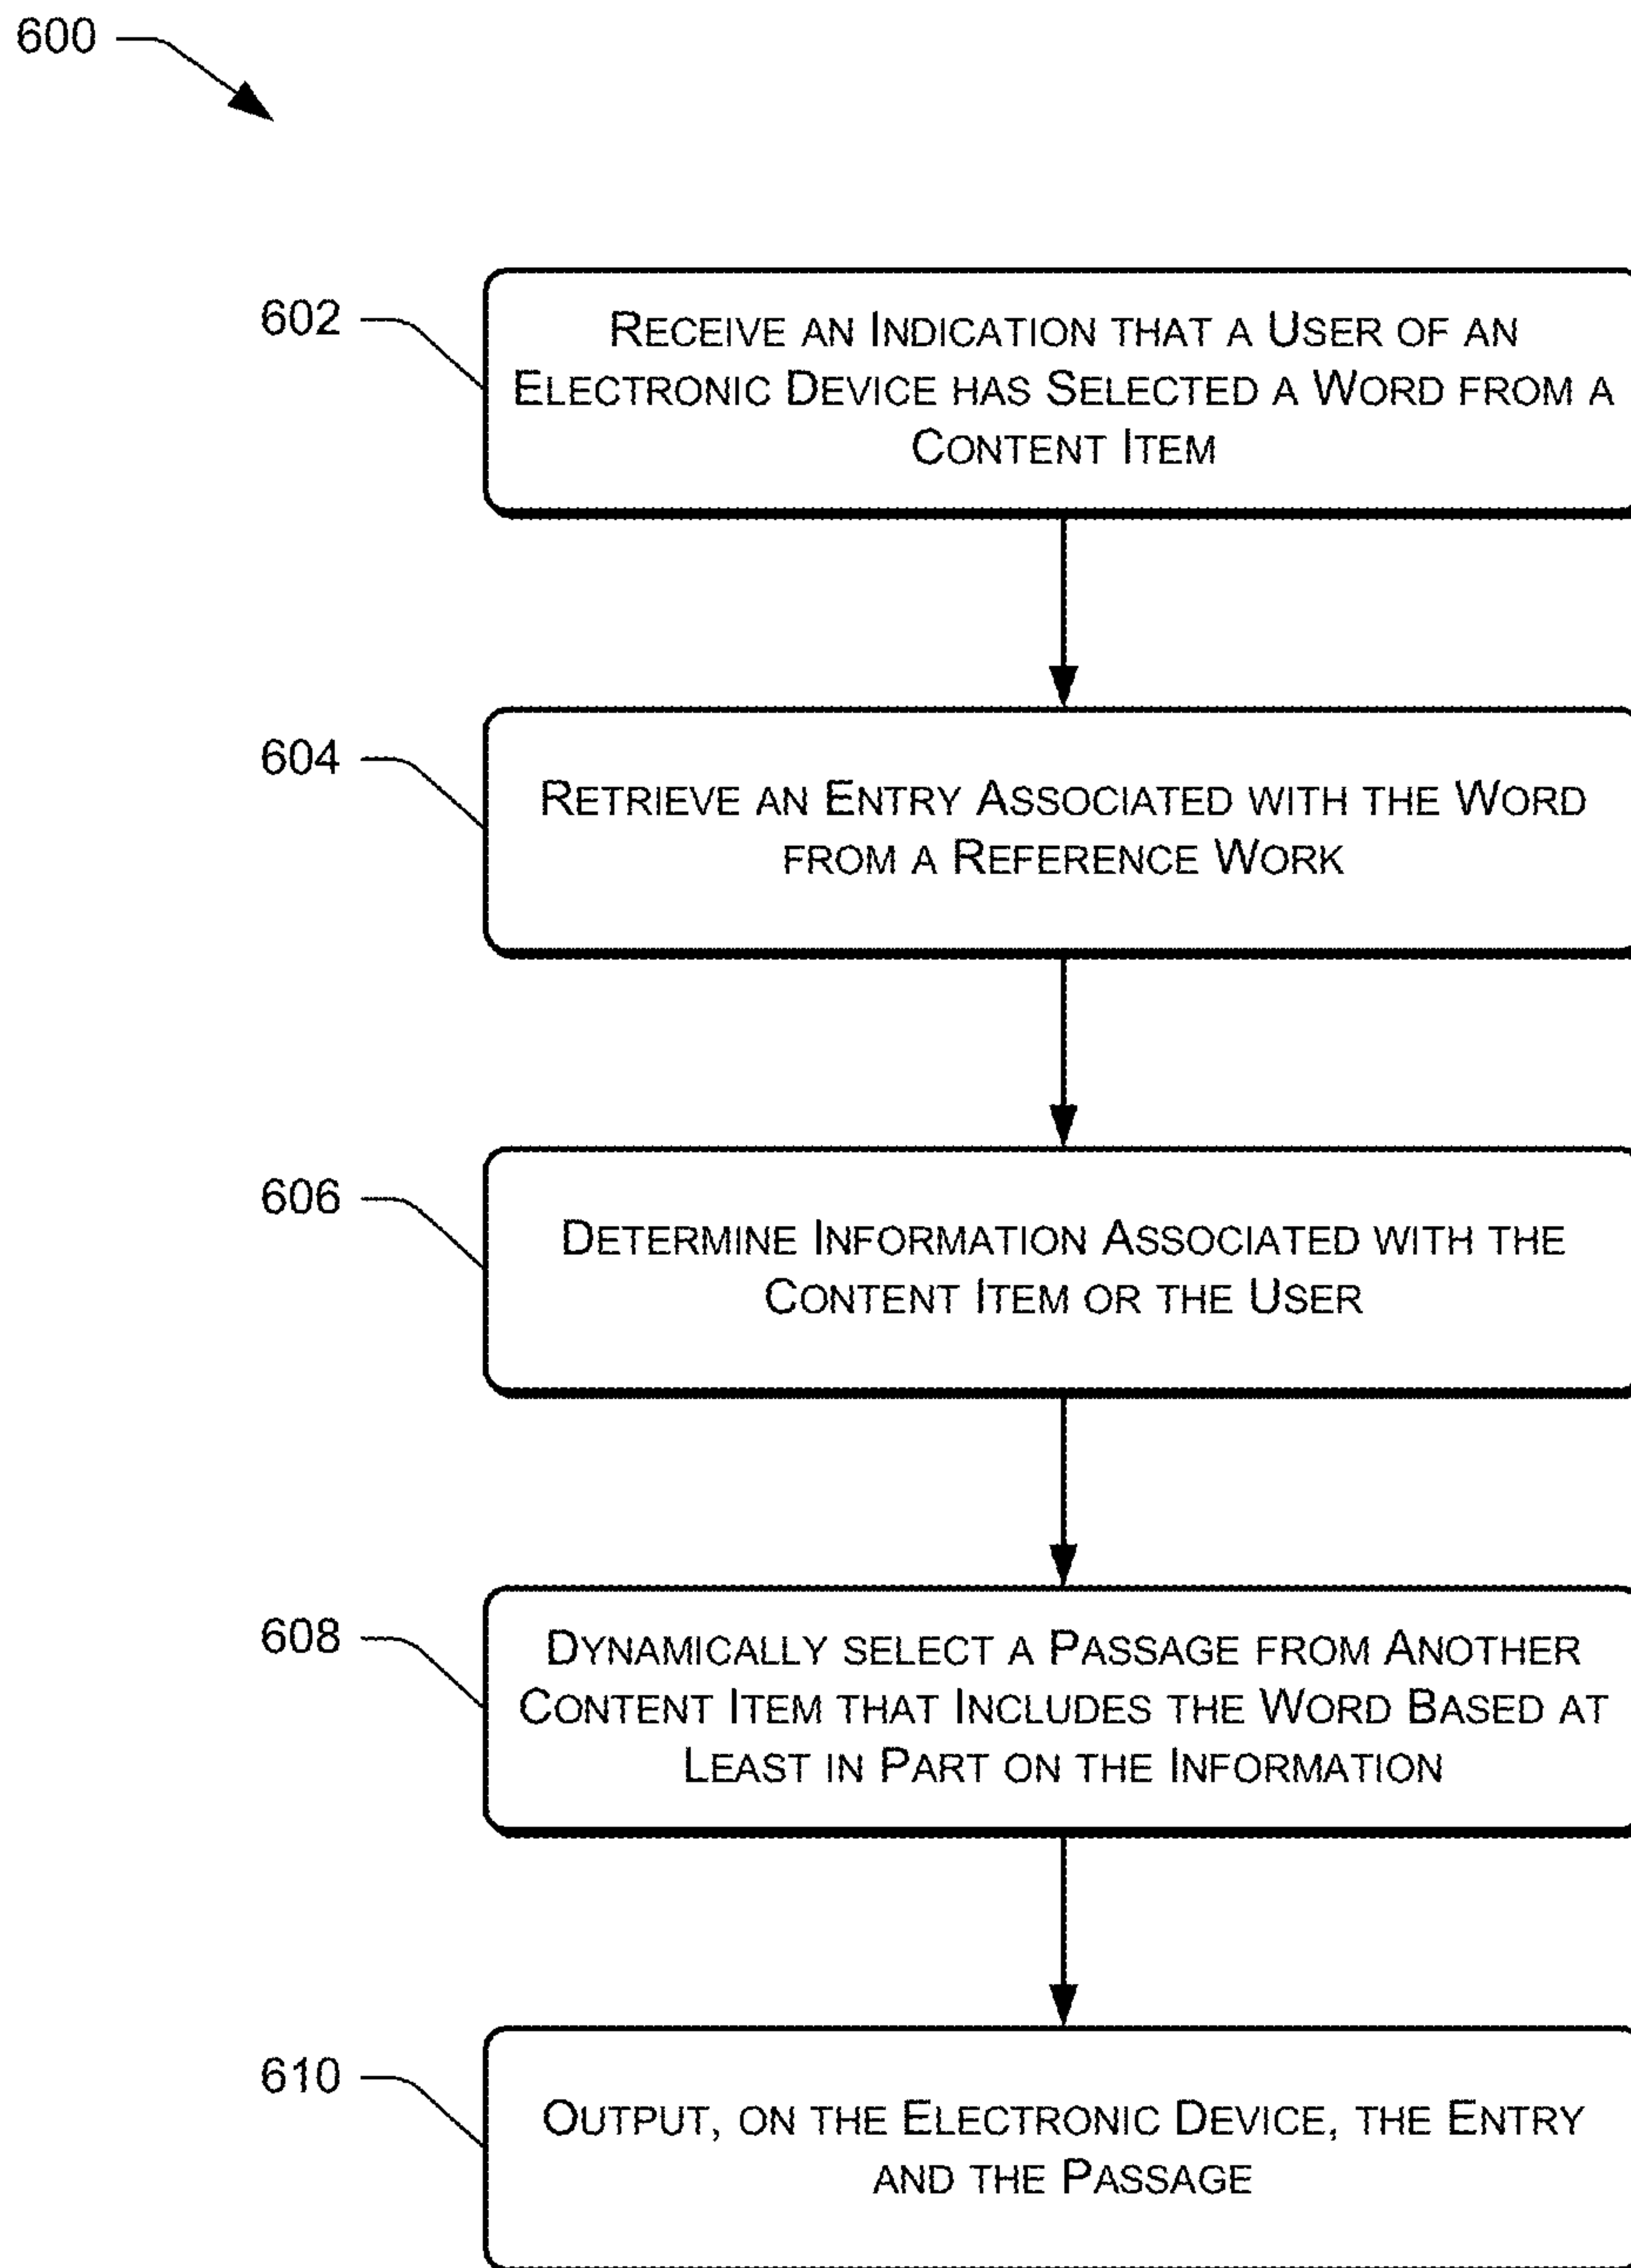 600
602
RECEIVE AN INDICATION THAT A USER OF AN
ELECTRONIC DEVICE HAS SELECTED A WORD FROM A
CONTENT ITEM
604
RETRIEVE AN ENTRY ASSOCIATED WITH THE WORD
FROM A REFERENCE WORK
606
DETERMINE INFORMATION ASSOCIATED WITH THE
CONTENT ITEM OR THE USER
608
DYNAMICALLY SELECT A PASSAGE FROM ANOTHER
CONTENT ITEM THAT INCLUDES THE WORD BASED AT
LEAST IN PART ON THE INFORMATION
610
OUTPUT, ON THE ELECTRONIC DEVICE, THE ENTRY
AND THE PASSAGE